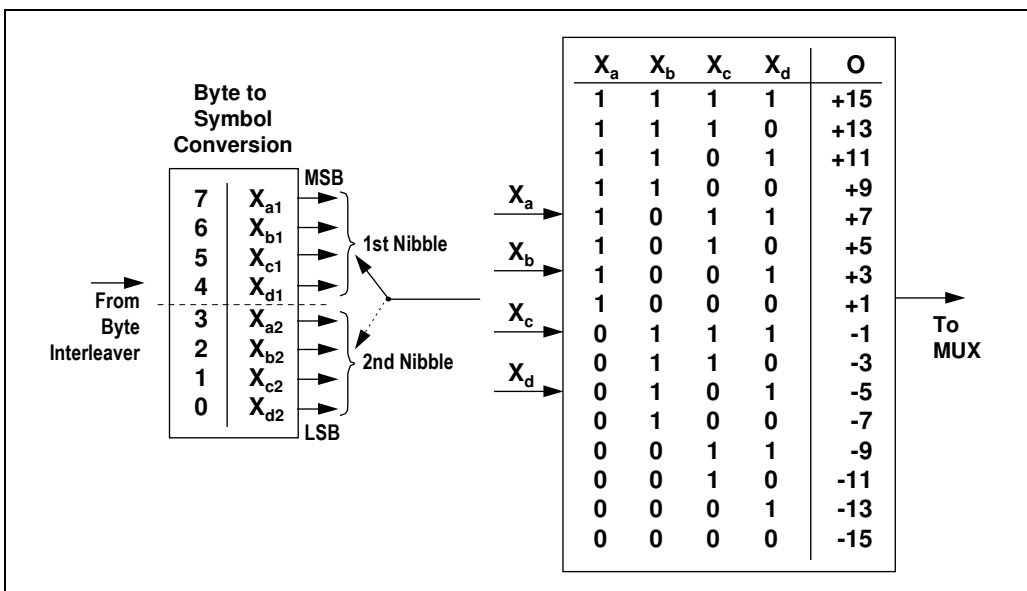 Byte to
Symbol
Conversion
MSB
7 Xa1
6 Xb1
5 Xc1
4 Xd1
3 Xa2
2 Xb2
1 Xc2
0 Xd2
LSB
1st Nibble
2nd Nibble
From
Byte
Interleaver
Xa
Xb
Xc
Xd
Xa Xb Xc Xd O
1 1 1 1 +15
1 1 1 0 +13
1 1 0 1 +11
1 1 0 0 +9
1 0 1 1 +7
1 0 1 0 +5
1 0 0 1 +3
1 0 0 0 +1
0 1 1 1 -1
0 1 1 0 -3
0 1 0 1 -5
0 1 0 0 -7
0 0 1 1 -9
0 0 1 0 -11
0 0 0 1 -13
0 0 0 0 -15
To
MUX